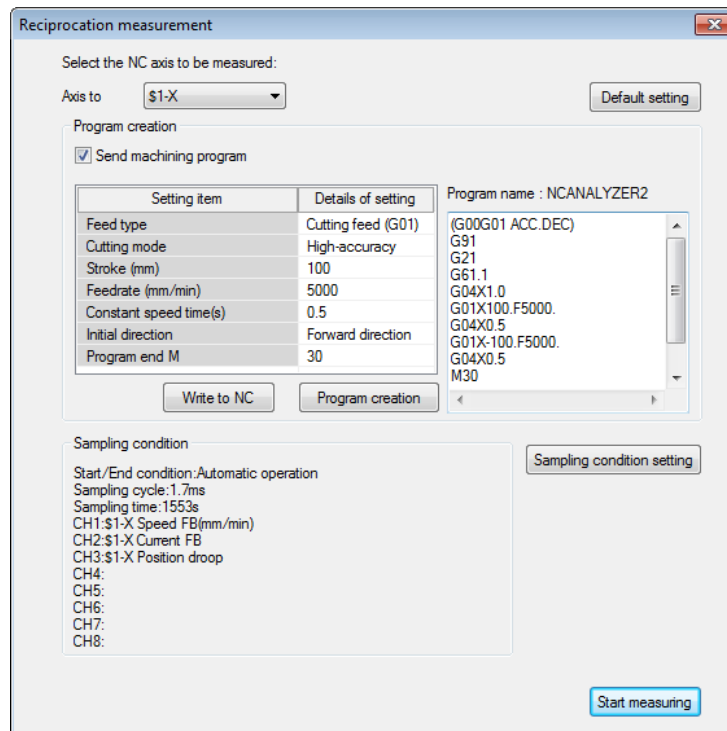 Reciprocation measurement
Select the NC axis to be measured:
Axis to $1-X
Default setting
Program creation
Send machining program
Setting item Details of setting
Feed type Cutting feed (G01)
Cutting mode High-accuracy
Stroke (mm) 100
Feedrate (mm/min) 5000
Constant speed time(s) 0.5
Initial direction Forward direction
Program end M 30
Write to NC
Program creation
Program name : NCANALYZER2
(G00G01 ACC.DEC)
G91
G21
G61.1
G04X1.0
G01X100.F5000.
G04X0.5
G01X-100.F5000.
G04X0.5
M30
Sampling condition
Start/End condition:Automatic operation
Sampling cycle:1.7ms
Sampling time:1553s
CH1:$1-X Speed FB(mm/min)
CH2:$1-X Current FB
CH3:$1-X Position droop
CH4:
CH5:
CH6:
CH7:
CH8:
Sampling condition setting
Start measuring